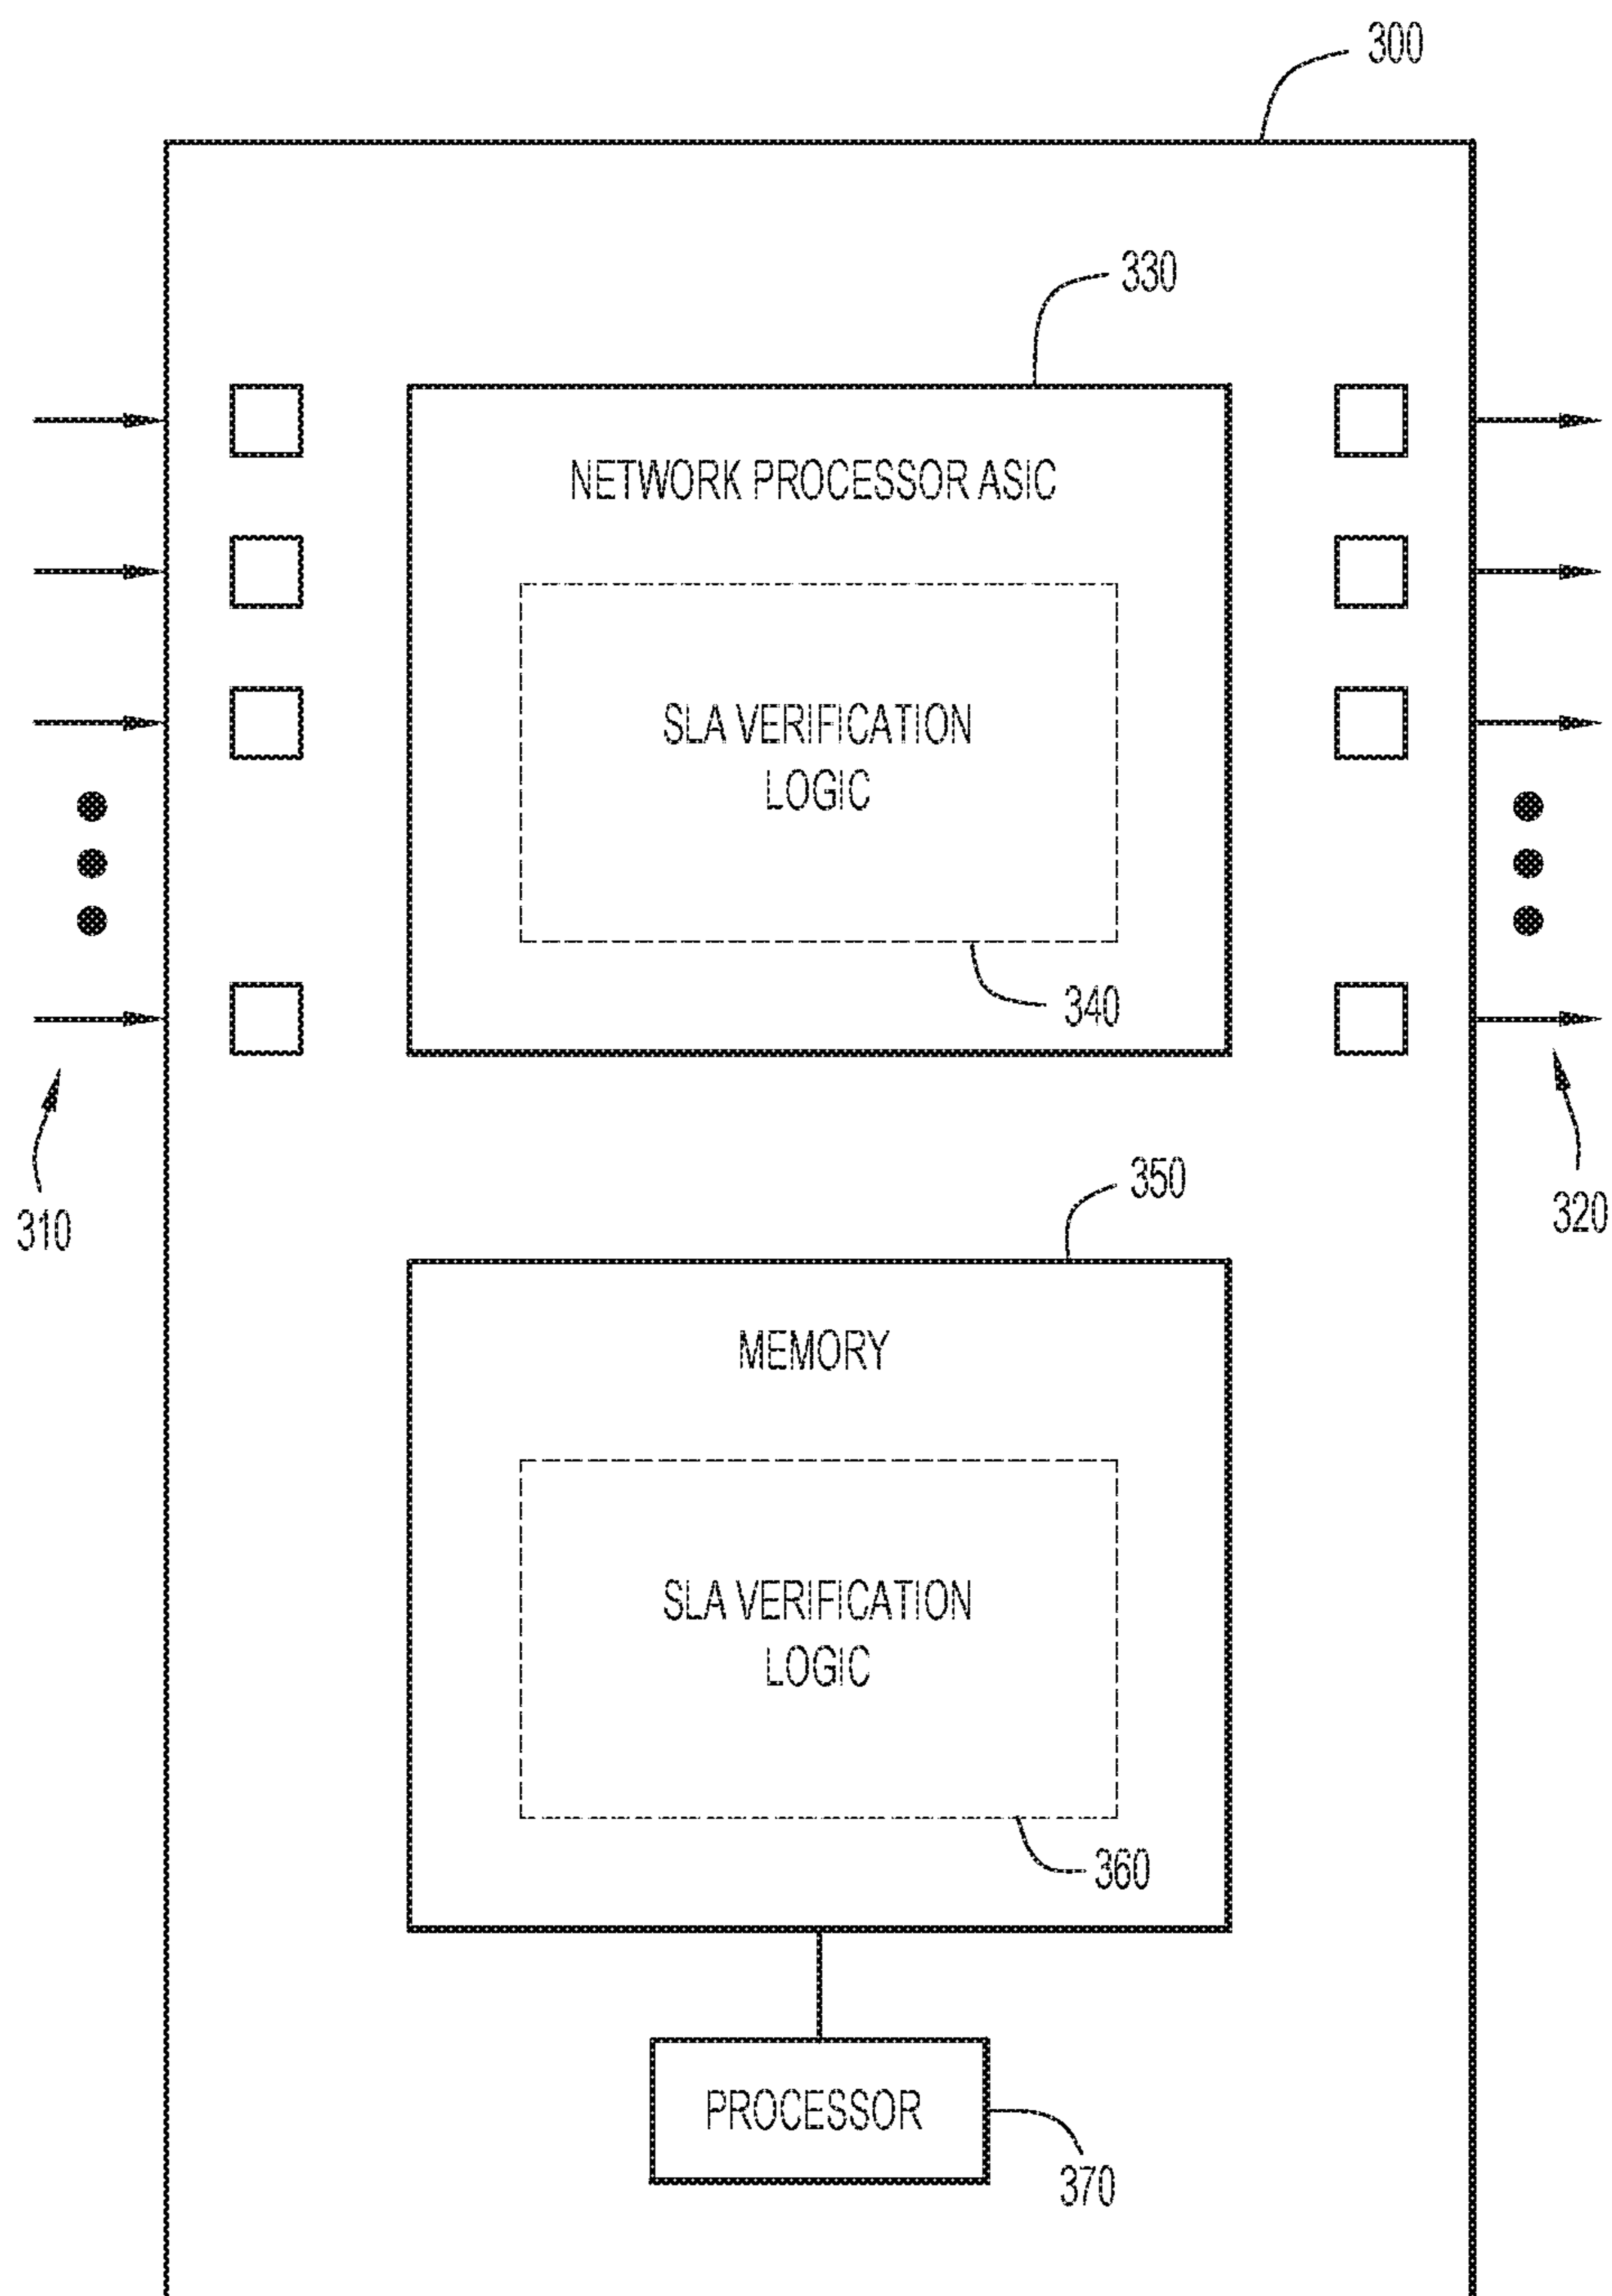 300
330
NETWORK PROCESSOR ASIC
SLA VERIFICATION
LOGIC
340
310
320
350
MEMORY
SLA VERIFICATION
LOGIC
360
PROCESSOR
370